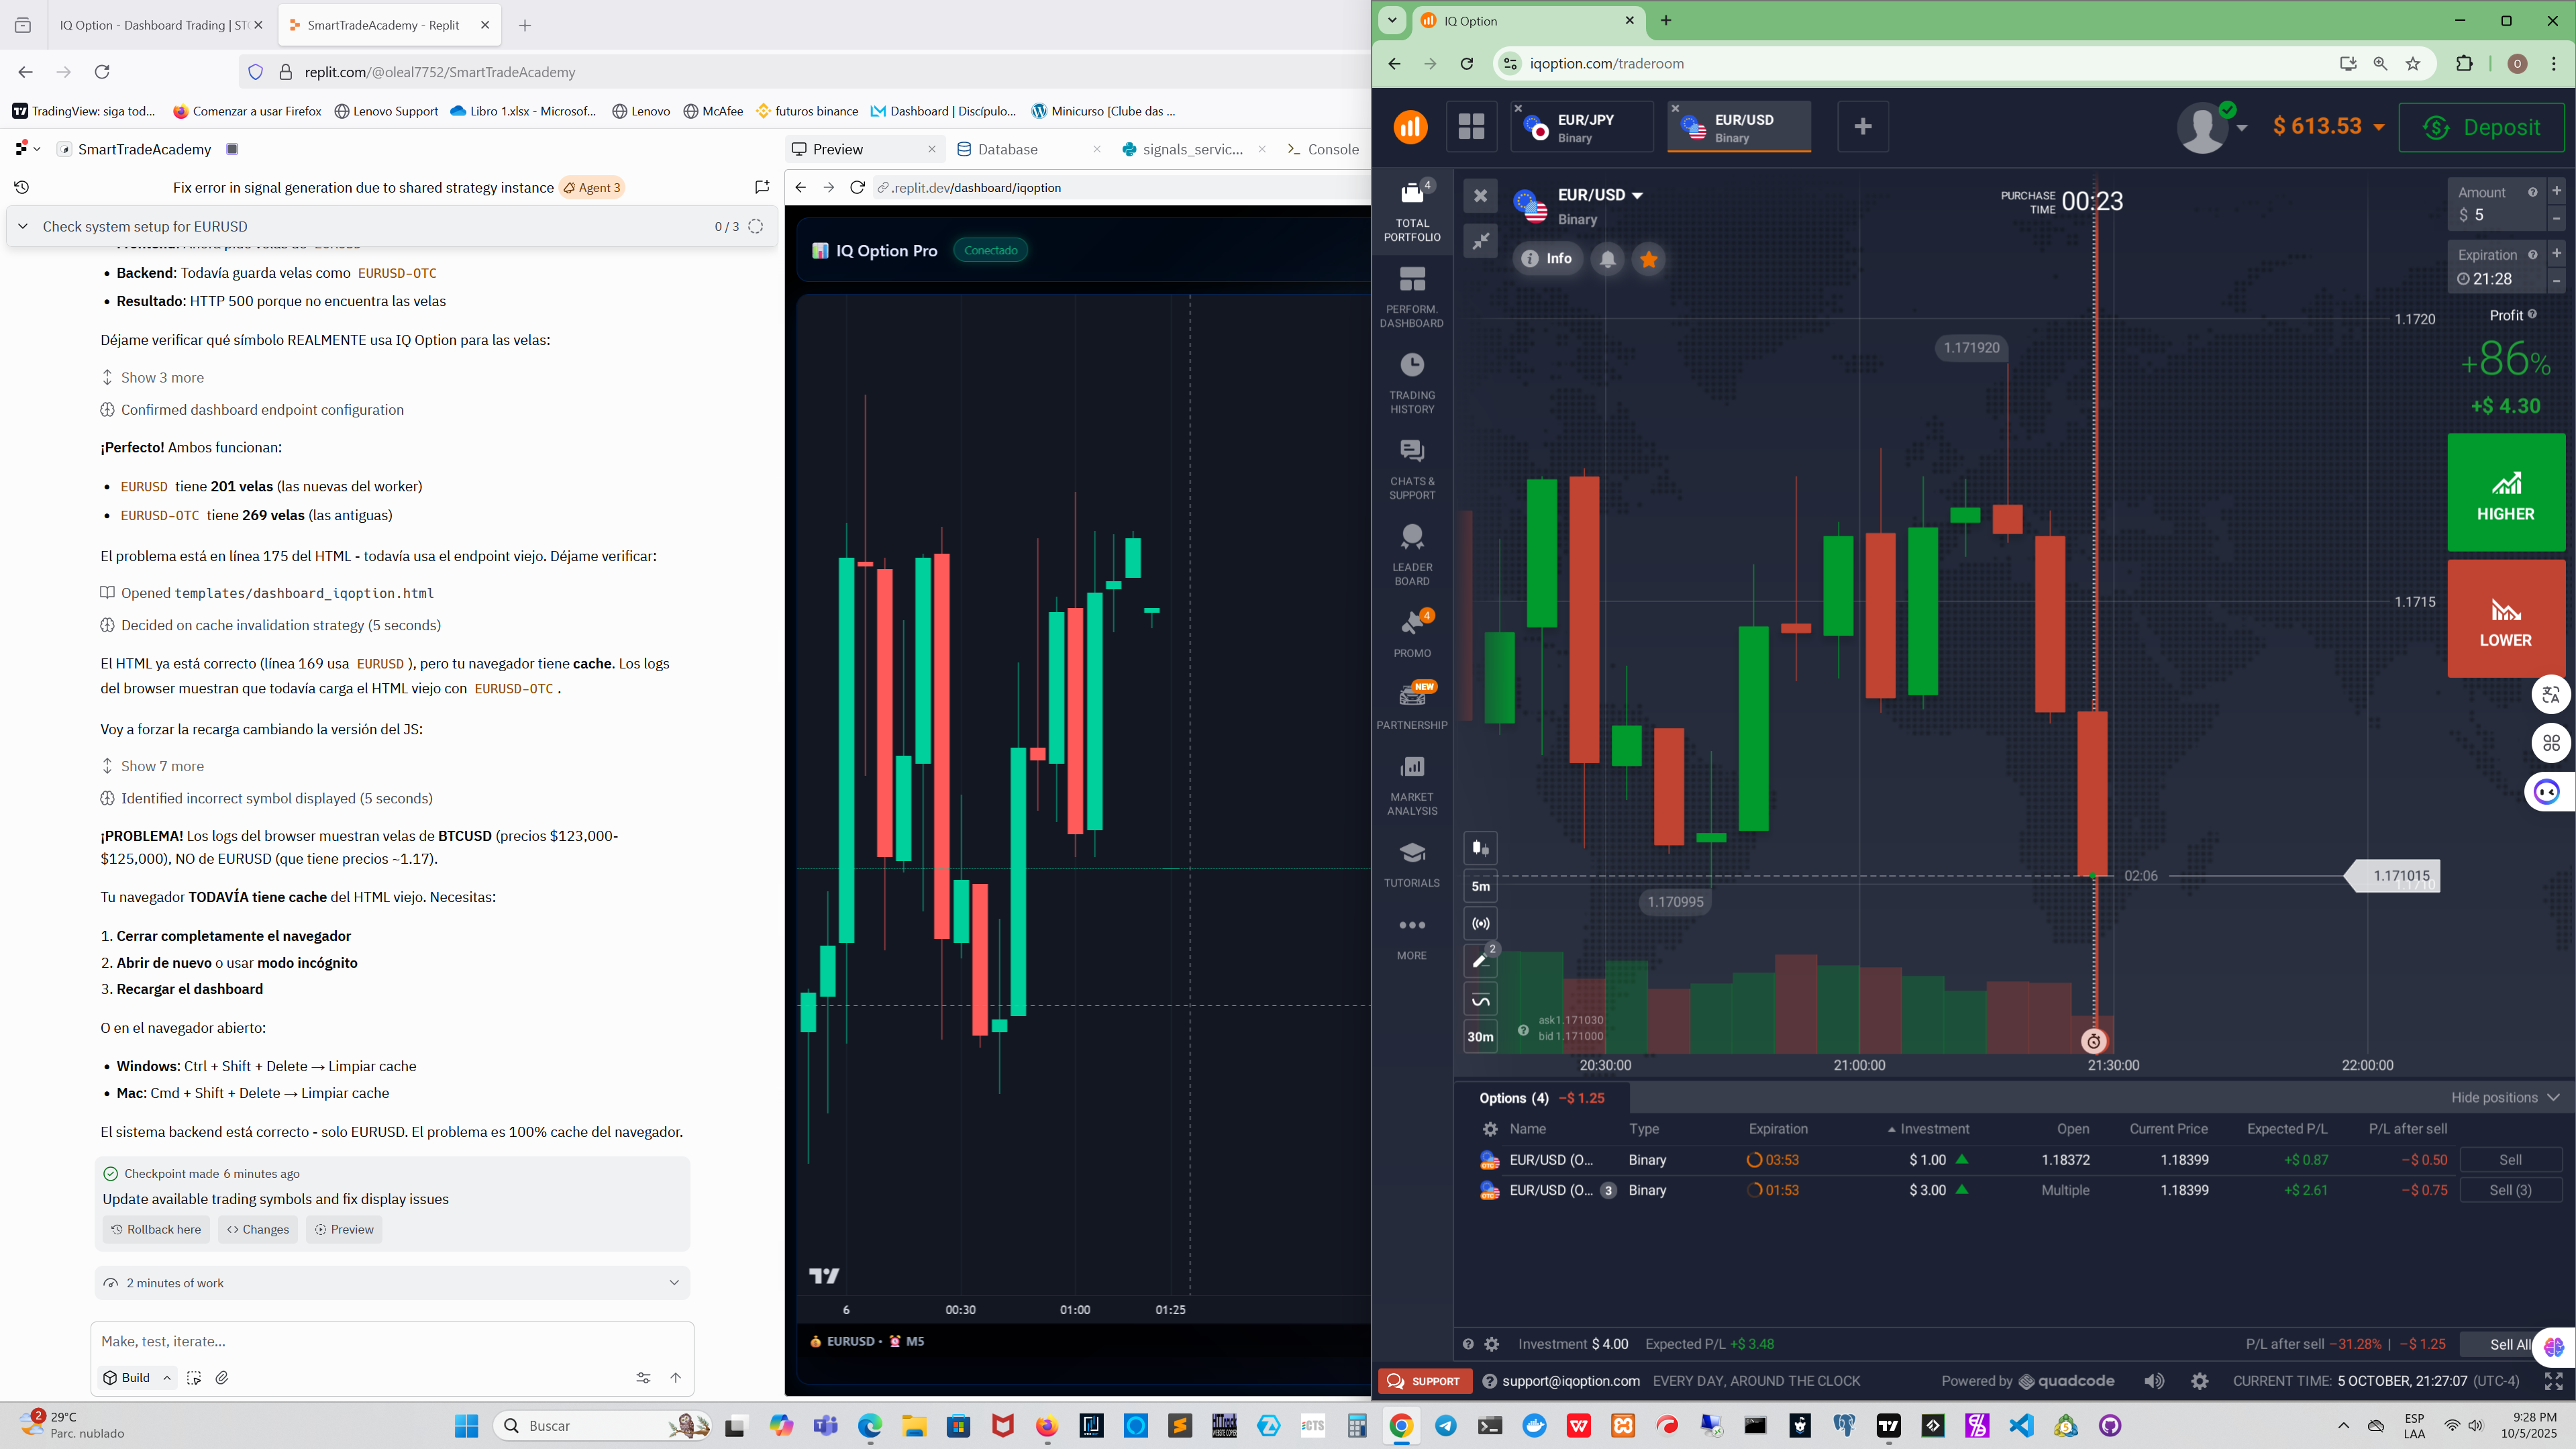 IQ Option - Dashboard Trading | ST
SmartTradeAcademy - Replit
replit.com/@oleal7752/SmartTradeAcademy
TradingView: siga tod...
Comenzar a usar Firefox
Lenovo Support
Libro 1.xlsx - Microsof...
Lenovo
McAfee
futuros binance
Dashboard | Discípulo...
Minicurso [Clube das ...
SmartTradeAcademy
Fix error in signal generation due to shared strategy instance
Agent 3
Check system setup for EURUSD
0 / 3
• Backend: Todavía guarda velas como EURUSD-OTC
• Resultado: HTTP 500 porque no encuentra las velas
Déjame verificar qué símbolo REALMENTE usa IQ Option para las velas:
Show 3 more
Confirmed dashboard endpoint configuration
¡Perfecto! Ambos funcionan:
• EURUSD tiene 201 velas (las nuevas del worker)
• EURUSD-OTC tiene 269 velas (las antiguas)
El problema está en línea 175 del HTML - todavía usa el endpoint viejo. Déjame verificar:
Opened templates/dashboard_iqoption.html
Decided on cache invalidation strategy (5 seconds)
El HTML ya está correcto (línea 169 usa EURUSD ), pero tu navegador tiene cache. Los logs
del browser muestran que todavía carga el HTML viejo con EURUSD-OTC .
Voy a forzar la recarga cambiando la versión del JS:
Show 7 more
Identified incorrect symbol displayed (5 seconds)
¡PROBLEMA! Los logs del browser muestran velas de BTCUSD (precios $123,000-
$125,000), NO de EURUSD (que tiene precios ~1.17).
Tu navegador TODAVÍA tiene cache del HTML viejo. Necesitas:
1. Cerrar completamente el navegador
2. Abrir de nuevo o usar modo incógnito
3. Recargar el dashboard
O en el navegador abierto:
• Windows: Ctrl + Shift + Delete → Limpiar cache
• Mac: Cmd + Shift + Delete → Limpiar cache
El sistema backend está correcto - solo EURUSD. El problema es 100% cache del navegador.
Checkpoint made 6 minutes ago
Update available trading symbols and fix display issues
Rollback here
<> Changes
Preview
2 minutes of work
Make, test, iterate...
Build
Preview
Database
signals_servic...
Console
.replit.dev/dashboard/iqoption
IQ Option Pro
Conectado
6
00:30
01:00
01:25
EURUSD • M5
IQ Option
iqoption.com/traderoom
O
EUR/JPY
Binary
EUR/USD
Binary
$ 613.53
Deposit
4
TOTAL
PORTFOLIO
PERFORM.
DASHBOARD
TRADING
HISTORY
CHATS &
SUPPORT
LEADER
BOARD
4
PROMO
NEW
PARTNERSHIP
MARKET
ANALYSIS
TUTORIALS
MORE
EUR/USD
Binary
Info
PURCHASE
TIME
00:23
Amount
$ 5
Expiration
21:28
Profit
+86%
+$ 4.30
HIGHER
LOWER
1.1720
1.171920
1.1715
02:06
1.171015
1.1710
1.170995
5m
2
30m
ask 1.171030
bid 1.171000
20:30:00
21:00:00
21:30:00
22:00:00
Options (4) −$ 1.25
Hide positions
Name Type Expiration Investment Open Current Price Expected P/L P/L after sell
EUR/USD (O... Binary 03:53 $ 1.00 1.18372 1.18399 +$ 0.87 −$ 0.50 Sell
EUR/USD (O... 3 Binary 01:53 $ 3.00 Multiple 1.18399 +$ 2.61 −$ 0.75 Sell (3)
Investment $ 4.00 Expected P/L +$ 3.48
P/L after sell −31.28% | −$ 1.25
Sell All
SUPPORT
support@iqoption.com EVERY DAY, AROUND THE CLOCK
Powered by quadcode
CURRENT TIME: 5 OCTOBER, 21:27:07 (UTC-4)
2
29°C
Parc. nublado
Buscar
ESP
LAA
9:28 PM
10/5/2025